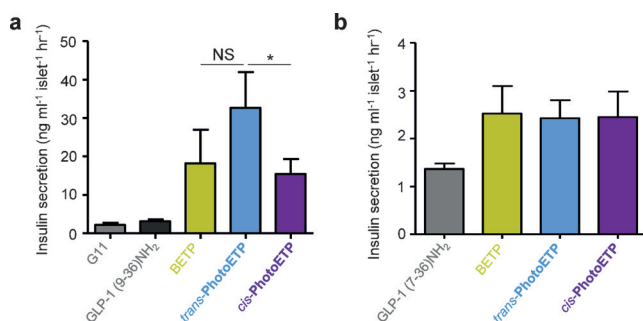 a
Insulin secretion (ng ml⁻¹ islet⁻¹ hr⁻¹)
50
40
30
20
10
0
NS
*
G11
GLP-1 (9-36)NH₂
BETP
trans-PhotoETP
cis-PhotoETP
b
Insulin secretion (ng ml⁻¹ islet⁻¹ hr⁻¹)
4
3
2
1
0
GLP-1 (7-36)NH₂
BETP
trans-PhotoETP
cis-PhotoETP